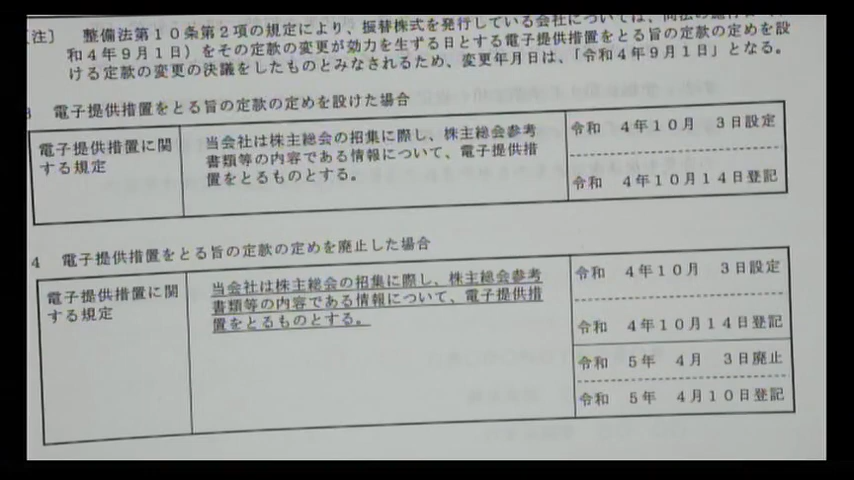 ［注］　整備法第１０条第２項の規定により、振替株式を発行している会社については、同法の施行日
和４年９月１日）をその定款の変更が効力を生ずる日とする電子提供措置をとる旨の定款の定めを設
ける定款の変更の決議をしたものとみなされるため、変更年月日は、「令和４年９月１日」となる。
3　電子提供措置をとる旨の定款の定めを設けた場合
電子提供措置に関
する規定
当会社は株主総会の招集に際し、株主総会参考
書類等の内容である情報について、電子提供措
置をとるものとする。
令和　４年１０月　３日設定
令和　４年１０月１４日登記
4　電子提供措置をとる旨の定款の定めを廃止した場合
電子提供措置に関
する規定
当会社は株主総会の招集に際し、株主総会参考
書類等の内容である情報について、電子提供措
置をとるものとする。
令和　４年１０月　３日設定
令和　４年１０月１４日登記
令和　５年　４月　３日廃止
令和　５年　４月１０日登記